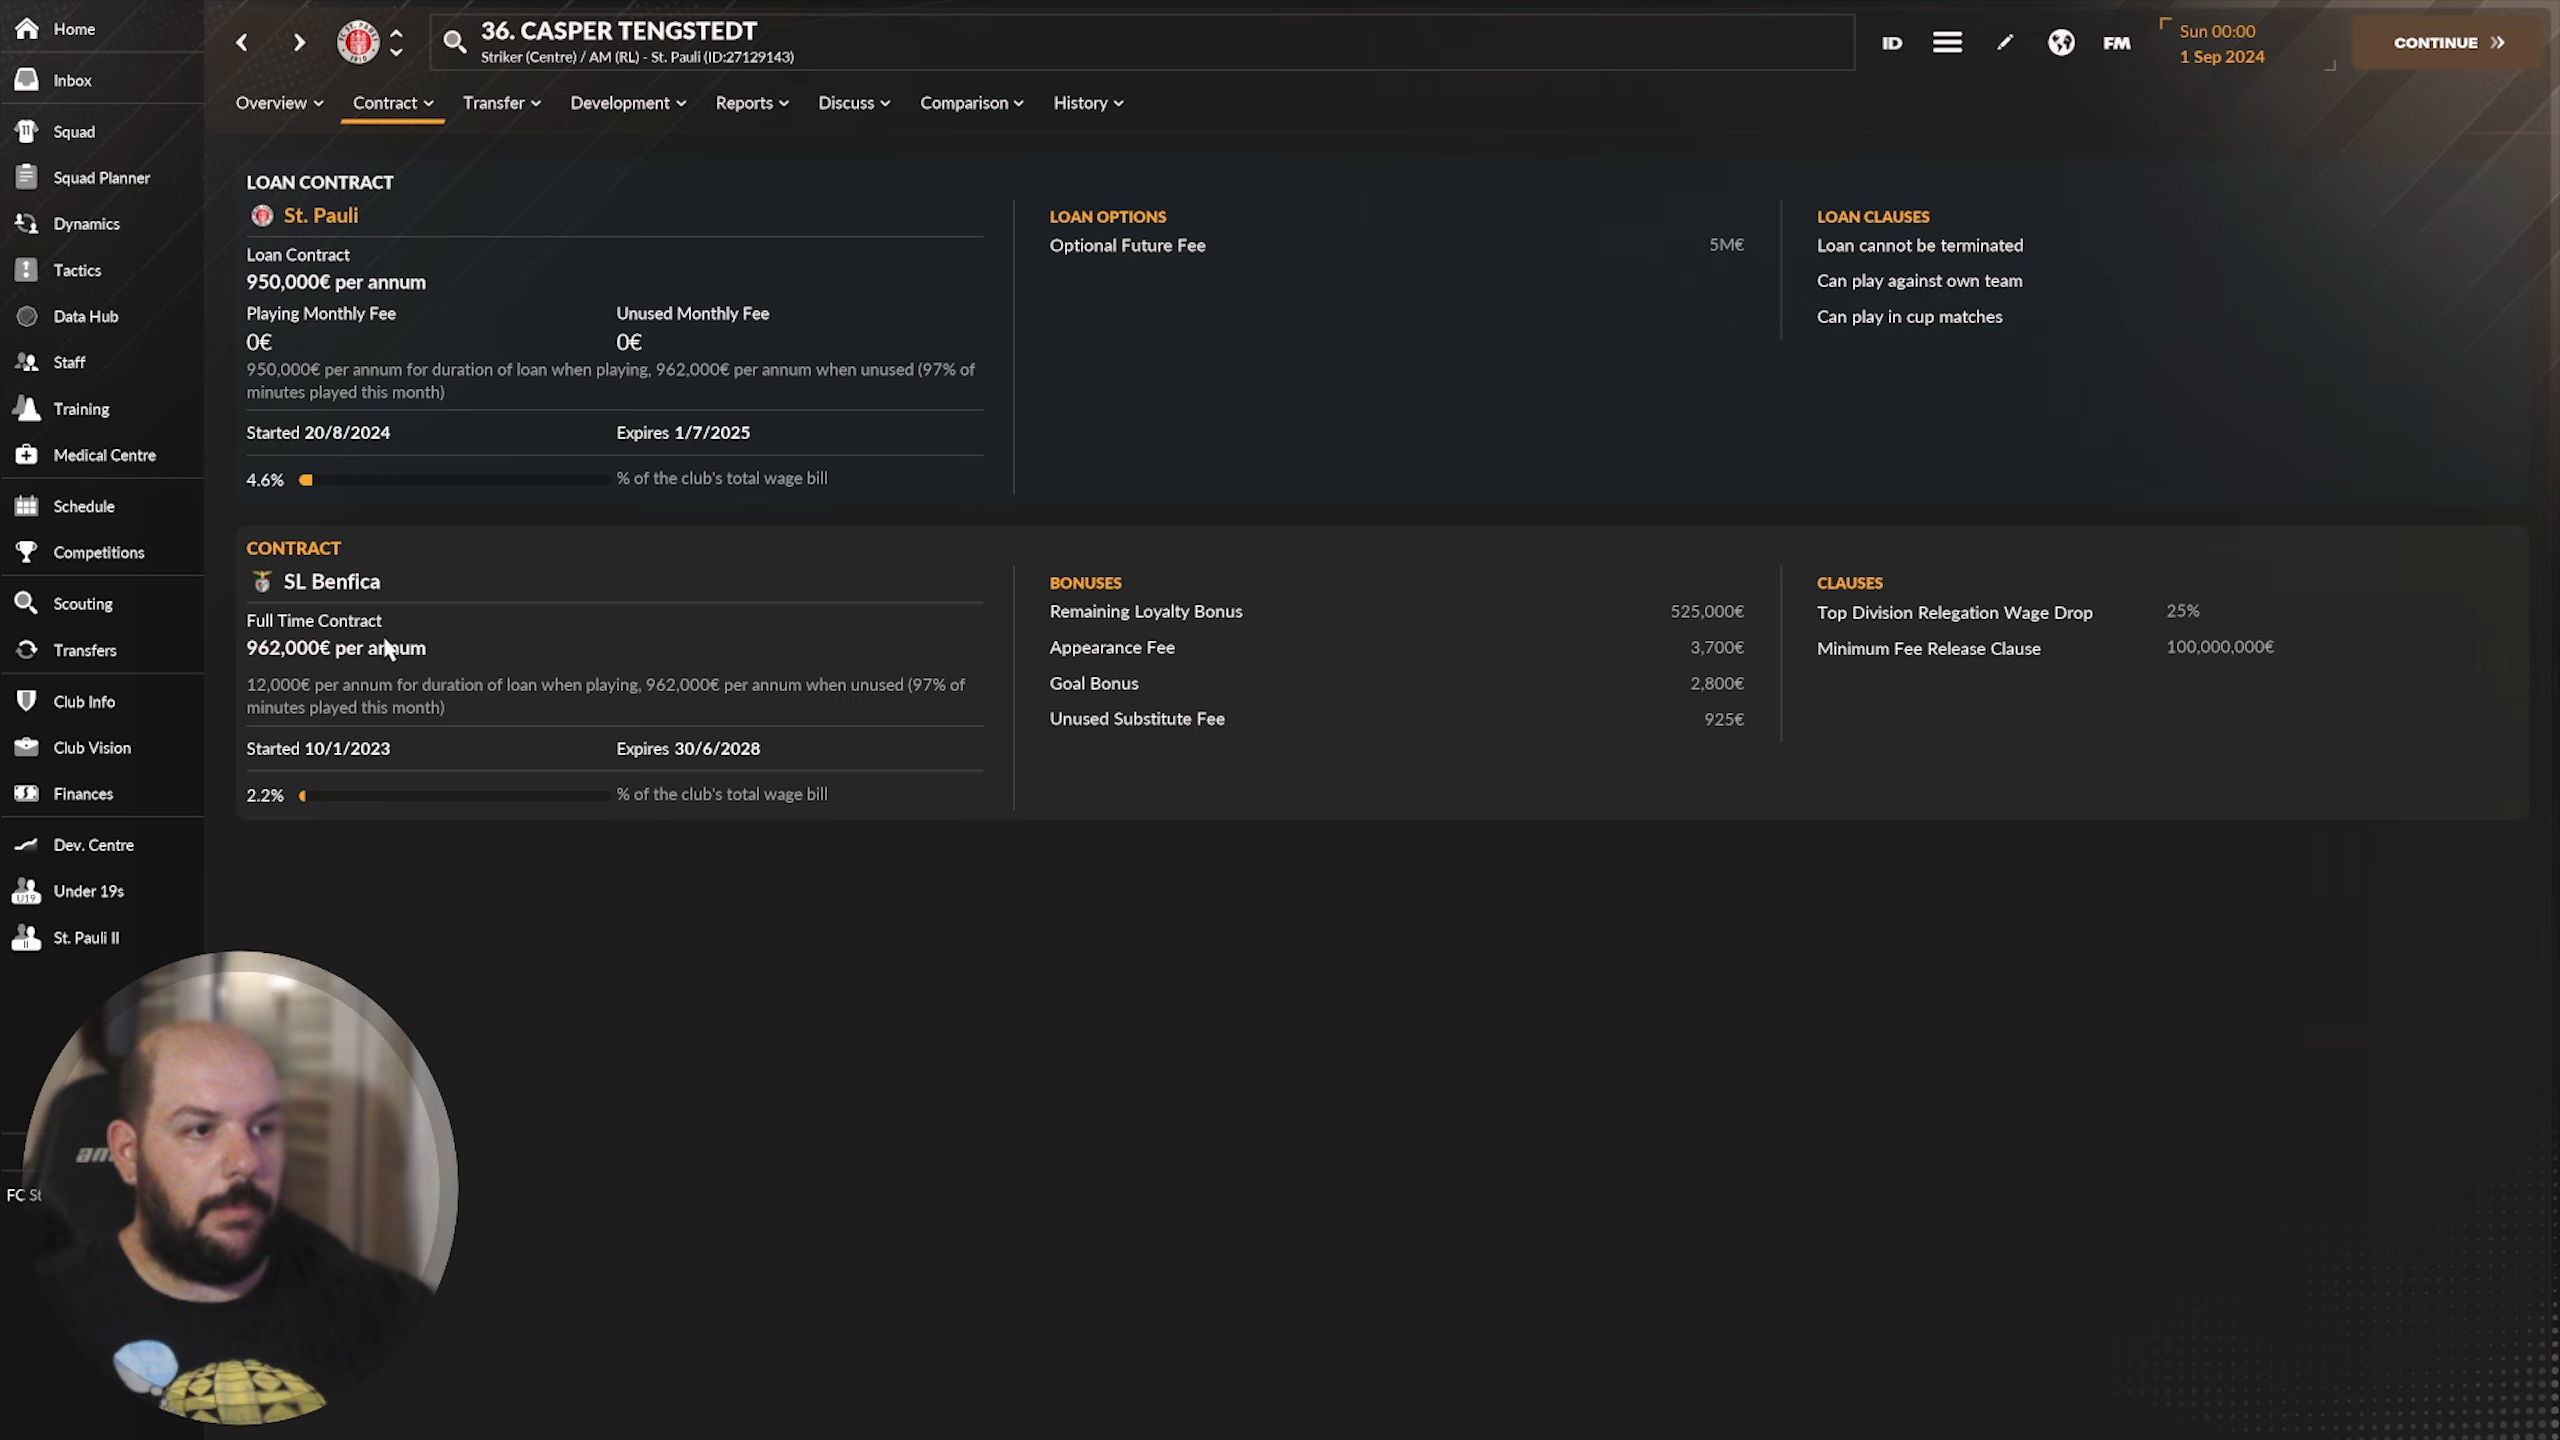 Home
Inbox
Squad
Squad Planner
Dynamics
Tactics
Data Hub
Staff
Training
Medical Centre
Schedule
Competitions
Scouting
Transfers
Club Info
Club Vision
Finances
Dev. Centre
U19
Under 19s
II
St. Pauli II
FC St
36. CASPER TENGSTEDT
Striker (Centre) / AM (RL) - St. Pauli (ID:27129143)
ID
FM
Sun 00:00
1 Sep 2024
CONTINUE
Overview
Contract
Transfer
Development
Reports
Discuss
Comparison
History
LOAN CONTRACT
St. Pauli
Loan Contract
950,000€ per annum
Playing Monthly Fee Unused Monthly Fee
0€ 0€
950,000€ per annum for duration of loan when playing, 962,000€ per annum when unused (97% of
minutes played this month)
Started 20/8/2024 Expires 1/7/2025
4.6% % of the club's total wage bill
LOAN OPTIONS
Optional Future Fee 5M€
LOAN CLAUSES
Loan cannot be terminated
Can play against own team
Can play in cup matches
CONTRACT
SL Benfica
Full Time Contract
962,000€ per annum
12,000€ per annum for duration of loan when playing, 962,000€ per annum when unused (97% of
minutes played this month)
Started 10/1/2023 Expires 30/6/2028
2.2% % of the club's total wage bill
BONUSES
Remaining Loyalty Bonus 525,000€
Appearance Fee 3,700€
Goal Bonus 2,800€
Unused Substitute Fee 925€
CLAUSES
Top Division Relegation Wage Drop 25%
Minimum Fee Release Clause 100,000,000€